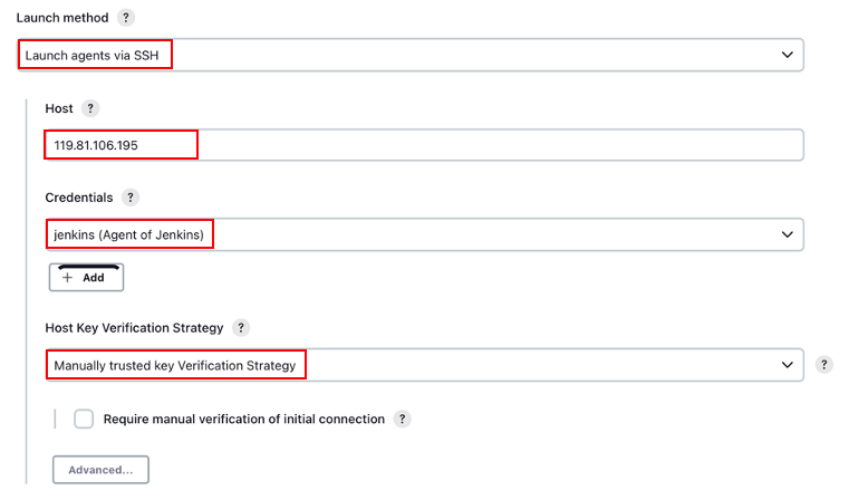 Launch method ?
Launch agents via SSH
Host ?
119.81.106.195
Credentials ?
jenkins (Agent of Jenkins)
+ Add
Host Key Verification Strategy ?
Manually trusted key Verification Strategy ?
Require manual verification of initial connection ?
Advanced...